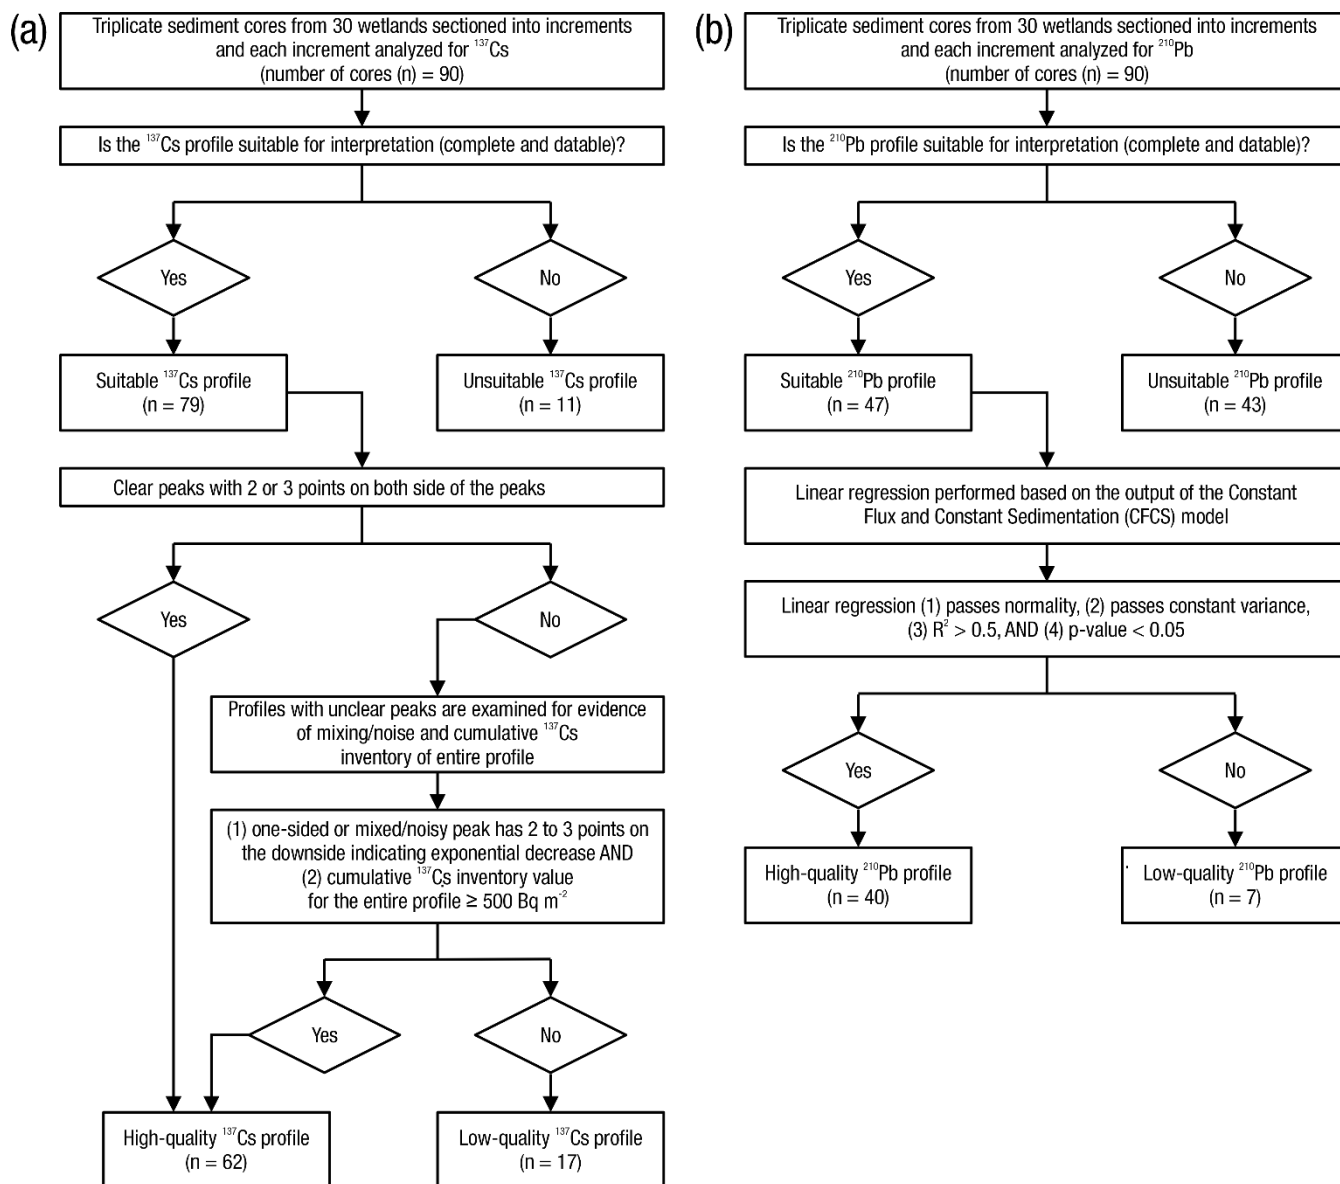 (a)
Triplicate sediment cores from 30 wetlands sectioned into increments
and each increment analyzed for ¹³⁷Cs
(number of cores (n) = 90)
Is the ¹³⁷Cs profile suitable for interpretation (complete and datable)?
Yes
No
Suitable ¹³⁷Cs profile
(n = 79)
Unsuitable ¹³⁷Cs profile
(n = 11)
Clear peaks with 2 or 3 points on both side of the peaks
Yes
No
Profiles with unclear peaks are examined for evidence
of mixing/noise and cumulative ¹³⁷Cs
inventory of entire profile
(1) one-sided or mixed/noisy peak has 2 to 3 points on
the downside indicating exponential decrease AND
(2) cumulative ¹³⁷Cs inventory value
for the entire profile ≥ 500 Bq m⁻²
Yes
No
High-quality ¹³⁷Cs profile
(n = 62)
Low-quality ¹³⁷Cs profile
(n = 17)
(b)
Triplicate sediment cores from 30 wetlands sectioned into increments
and each increment analyzed for ²¹⁰Pb
(number of cores (n) = 90)
Is the ²¹⁰Pb profile suitable for interpretation (complete and datable)?
Yes
No
Suitable ²¹⁰Pb profile
(n = 47)
Unsuitable ²¹⁰Pb profile
(n = 43)
Linear regression performed based on the output of the Constant
Flux and Constant Sedimentation (CFCS) model
Linear regression (1) passes normality, (2) passes constant variance,
(3) R² > 0.5, AND (4) p-value < 0.05
Yes
No
High-quality ²¹⁰Pb profile
(n = 40)
Low-quality ²¹⁰Pb profile
(n = 7)